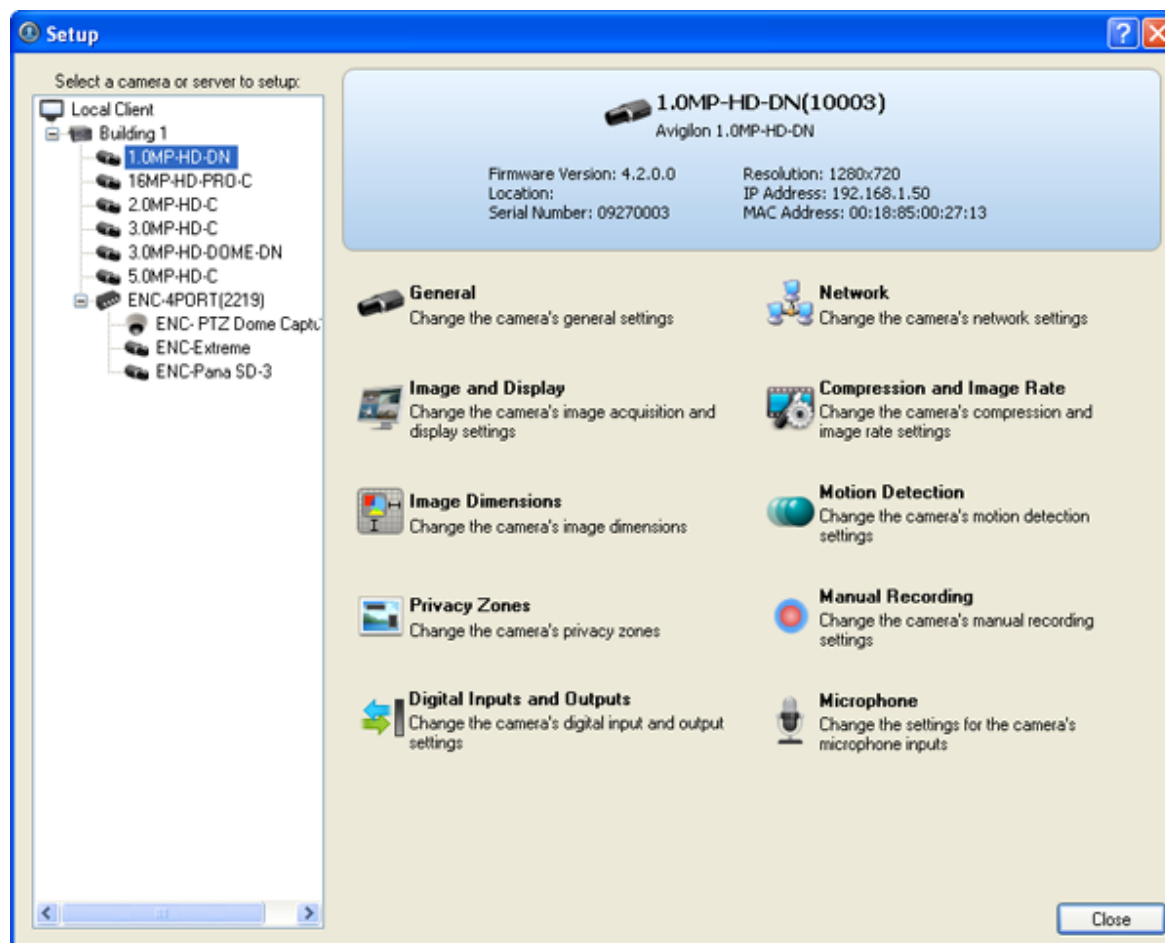 Setup
Select a camera or server to setup:
Local Client
Building 1
1.0MP-HD-DN
16MP-HD-PRO-C
2.0MP-HD-C
3.0MP-HD-C
3.0MP-HD-DOME-DN
5.0MP-HD-C
ENC-4PORT(2219)
ENC- PTZ Dome Captu
ENC-Extreme
ENC-Pana SD-3
1.0MP-HD-DN(10003)
Avigilon 1.0MP-HD-DN
Firmware Version: 4.2.0.0
Location:
Serial Number: 09270003
Resolution: 1280x720
IP Address: 192.168.1.50
MAC Address: 00:18:85:00:27:13
General
Change the camera's general settings
Network
Change the camera's network settings
Image and Display
Change the camera's image acquisition and
display settings
Compression and Image Rate
Change the camera's compression and
image rate settings
Image Dimensions
Change the camera's image dimensions
Motion Detection
Change the camera's motion detection
settings
Privacy Zones
Change the camera's privacy zones
Manual Recording
Change the camera's manual recording
settings
Digital Inputs and Outputs
Change the camera's digital input and output
settings
Microphone
Change the settings for the camera's
microphone inputs
Close